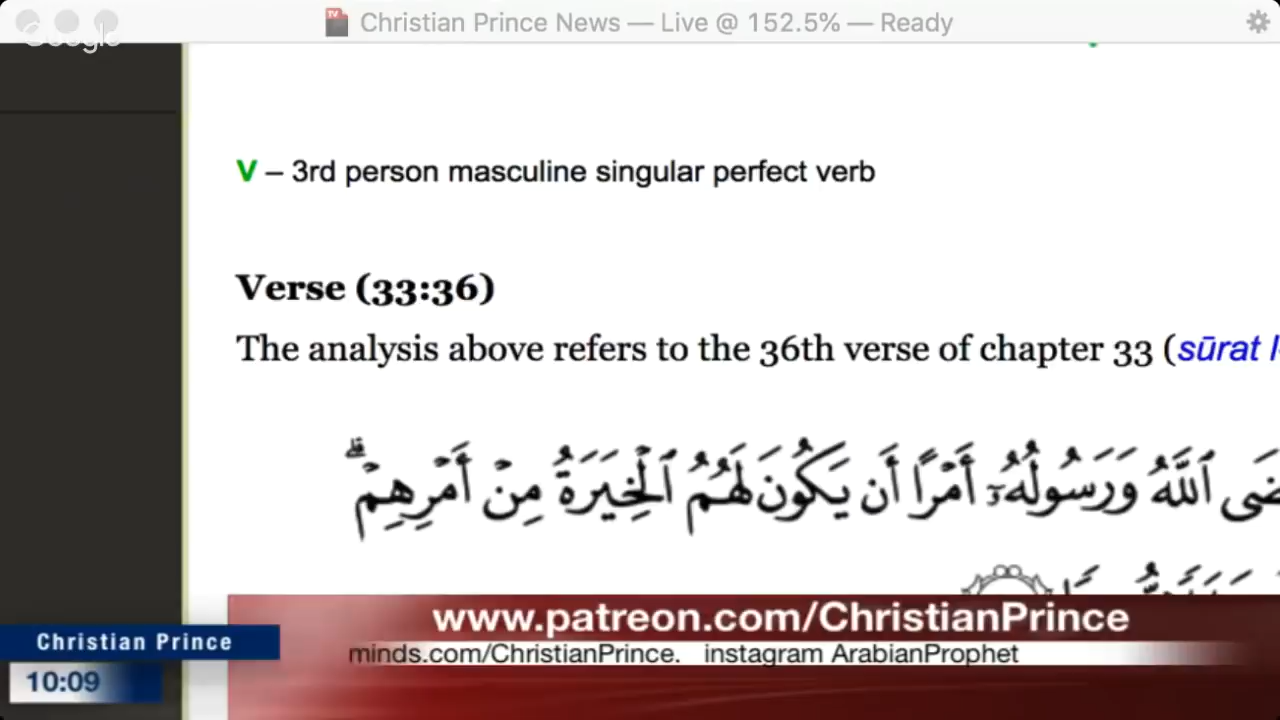 Christian Prince News — Live @ 152.5% — Ready
Google
V – 3rd person masculine singular perfect verb
Verse (33:36)
The analysis above refers to the 36th verse of chapter 33 (sūrat l-
ٱللَّهُ وَرَسُولُهُۥٓ أَمْرًا أَن يَكُونَ لَهُمُ ٱلْخِيَرَةُ مِنْ أَمْرِهِمْ ۗ
www.patreon.com/ChristianPrince
Christian Prince
minds.com/ChristianPrince. instagram ArabianProphet
10:09